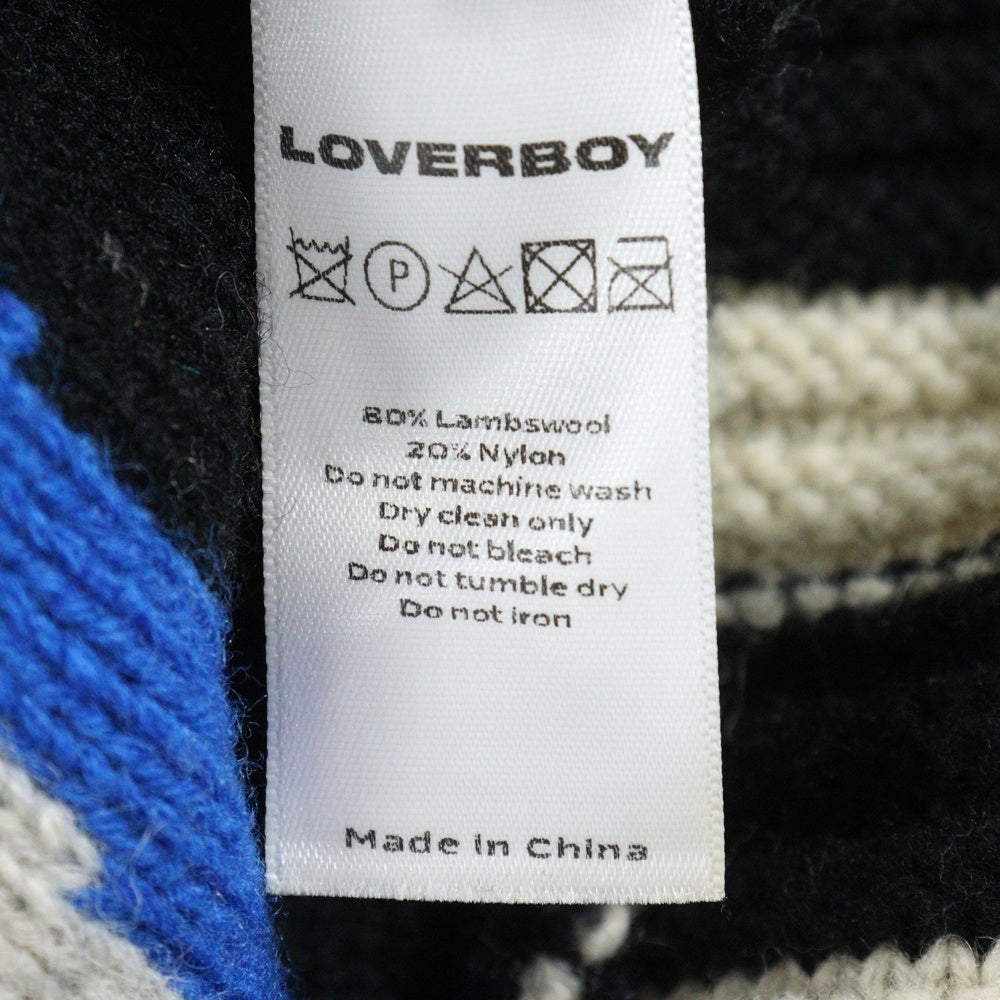 LOVERBOY
P
80% Lambswool
20% Nylon
Do not machine wash
Dry clean only
Do not bleach
Do not tumble dry
Do not iron
Made in China